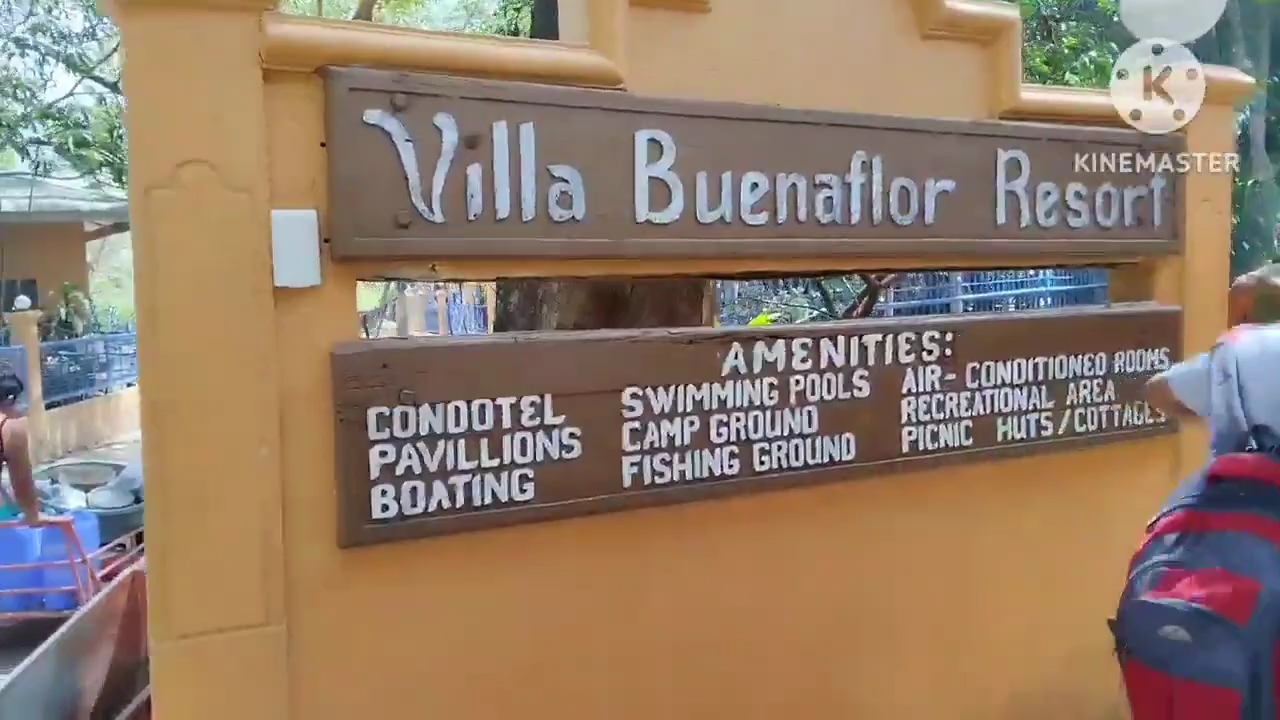 Villa Buenaflor Resort
AMENITIES:
CONDOTEL
PAVILLIONS
BOATING
SWIMMING POOLS
CAMP GROUND
FISHING GROUND
AIR-CONDITIONED ROOMS
RECREATIONAL AREA
PICNIC HUTS/COTTAGES
K
KINEMASTER